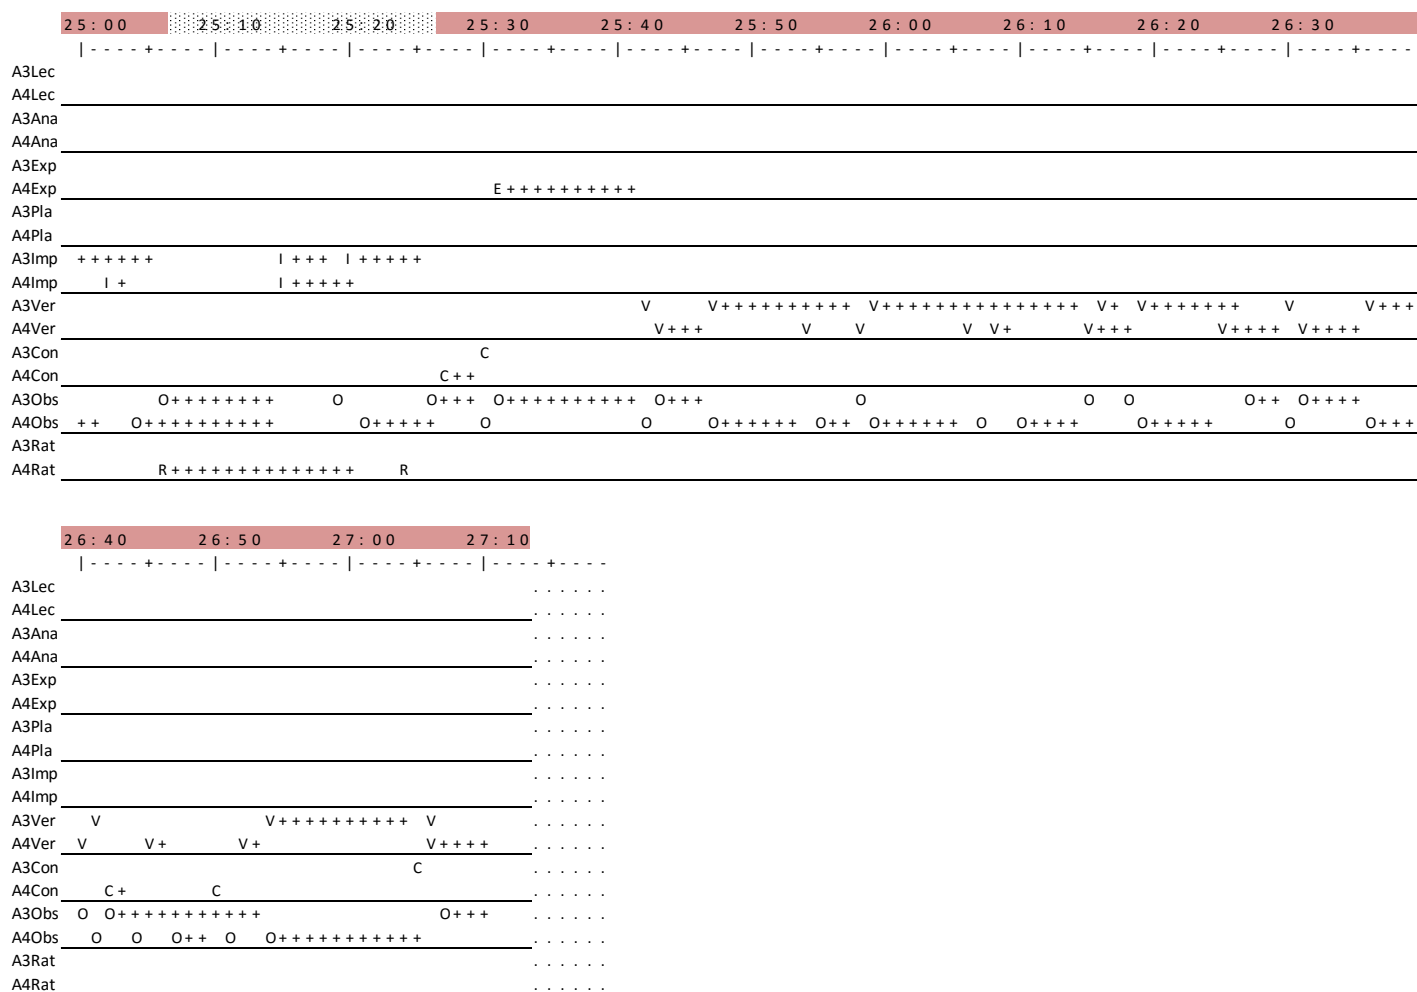 25:00 25:10 25:20 25:30 25:40 25:50 26:00 26:10 26:20 26:30
|----+----|----+----|----+----|----+----|----+----|----+----|----+----|----+----|----+----|----+----
A3Lec
A4Lec
A3Ana
A4Ana
A3Exp
A4Exp E++++++++++
A3Pla
A4Pla
A3Imp ++++++ I+++ I+++++
A4Imp I+ I+++++
A3Ver V V++++++++++ V+++++++++++++++ V+ V+++++++ V V+++
A4Ver V+++ V V V V+ V+++ V++++ V++++
A3Con C
A4Con C++
A3Obs O++++++++ O O+++ O++++++++++ O+++ O O O O++ O++++
A4Obs ++ O++++++++++ O+++++ O O O++++++ O++ O++++++ O O++++ O+++++ O O+++
A3Rat
A4Rat R++++++++++++++ R
26:40 26:50 27:00 27:10
|----+----|----+----|----+----|----+----
A3Lec ......
A4Lec ......
A3Ana ......
A4Ana ......
A3Exp ......
A4Exp ......
A3Pla ......
A4Pla ......
A3Imp ......
A4Imp ......
A3Ver V V++++++++++ V ......
A4Ver V V+ V+ V++++ ......
A3Con C ......
A4Con C+ C ......
A3Obs O O+++++++++++ O+++ ......
A4Obs O O O++ O O+++++++++++ ......
A3Rat ......
A4Rat ......